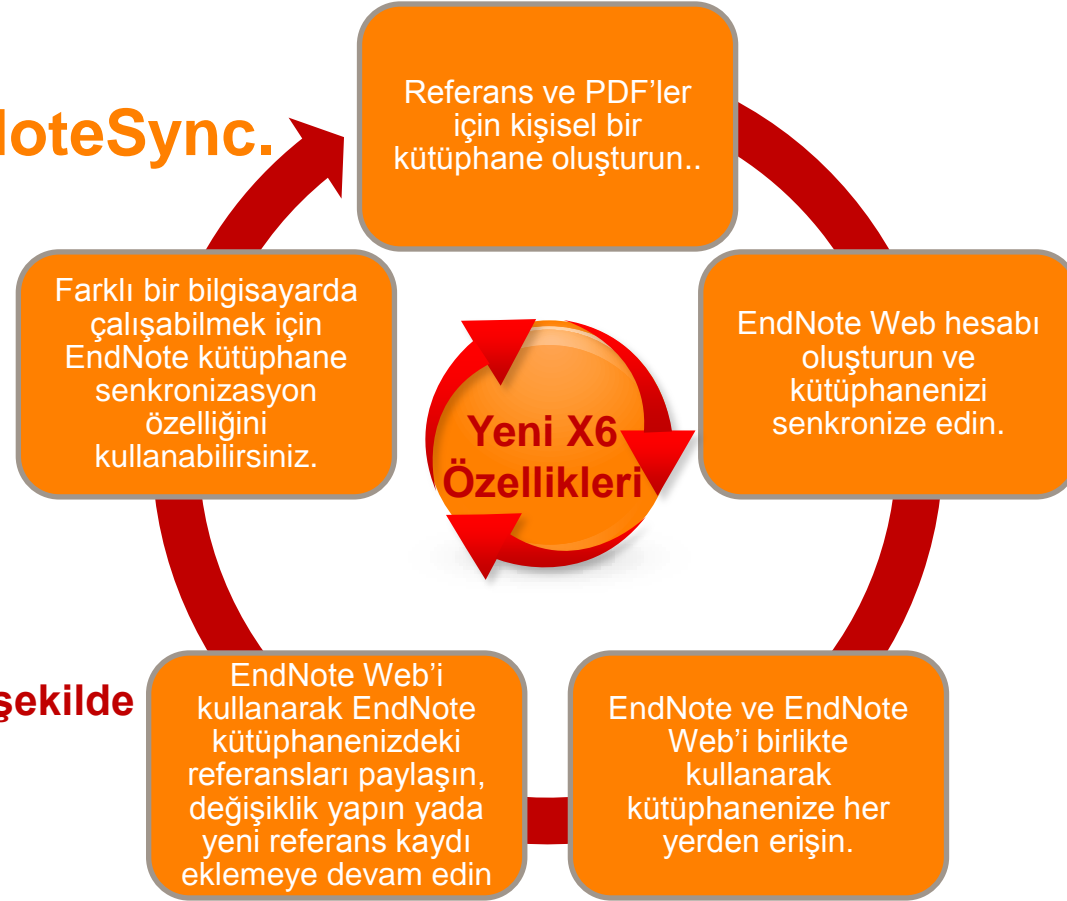 Referans ve PDF’ler
için kişisel bir
kütüphane oluşturun..
NoteSync.
EndNote Web hesabı
oluşturun ve
kütüphanenizi
senkronize edin.
EndNote ve EndNote
Web’i birlikte
kullanarak
kütüphanenize her
yerden erişin.
şekilde
EndNote Web’i
kullanarak EndNote
kütüphanenizdeki
referansları paylaşın,
değişiklik yapın yada
yeni referans kaydı
eklemeye devam edin
Farklı bir bilgisayarda
çalışabilmek için
EndNote kütüphane
senkronizasyon
özelliğini
kullanabilirsiniz.
Yeni X6
Özellikleri